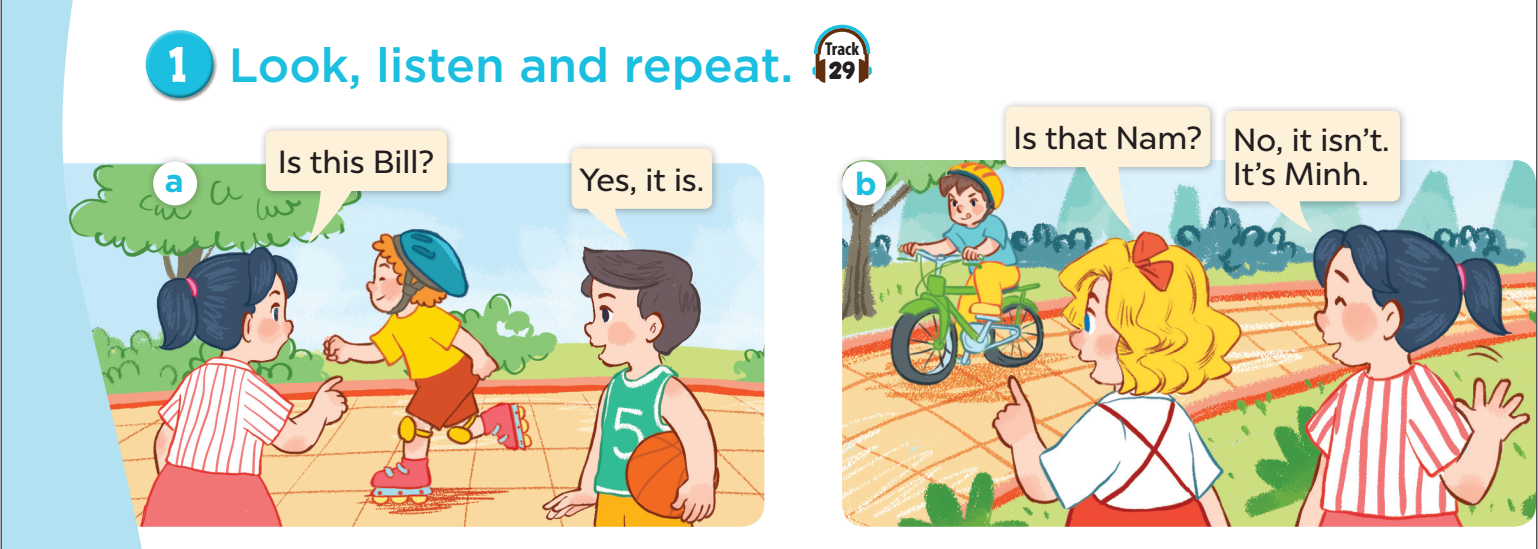 1 Look, listen and repeat.
Track
29
a
Is this Bill?
Yes, it is.
5
b
Is that Nam?
No, it isn't.
It's Minh.